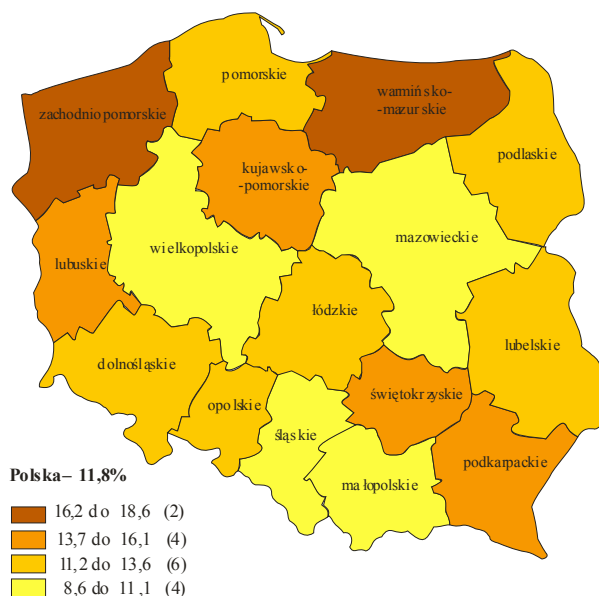 pomorskie
warmińsko-
-mazurskie
zachodniopomorskie
podlaskie
kujawsko-
-pomorskie
mazowieckie
wielkopolskie
lubuskie
łódzkie
lubelskie
dolnośląskie
świętokrzyskie
opolskie
śląskie
podkarpackie
małopolskie
Polska – 11,8%
16,2 do 18,6 (2)
13,7 do 16,1 (4)
11,2 do 13,6 (6)
8,6 do 11,1 (4)